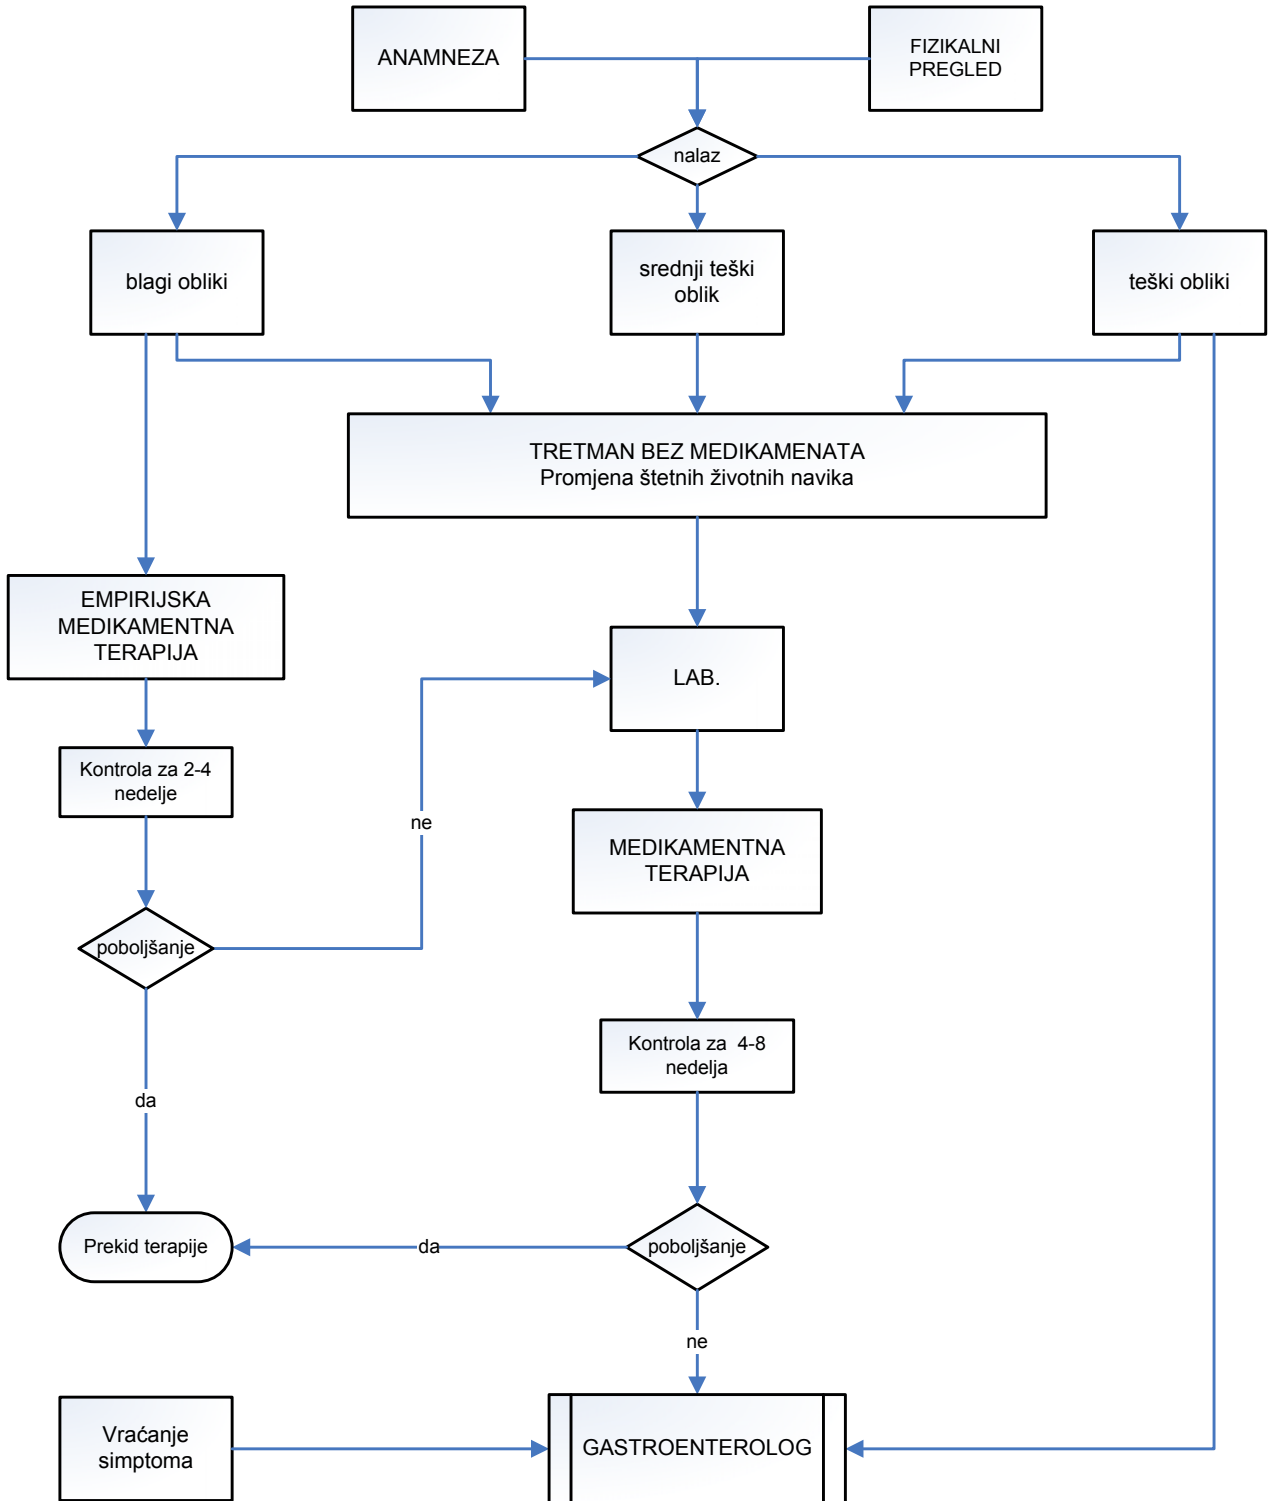 ANAMNEZA
FIZIKALNI
PREGLED
nalaz
blagi obliki
srednji teški
oblik
teški obliki
TRETMAN BEZ MEDIKAMENATA
Promjena štetnih životnih navika
EMPIRIJSKA
MEDIKAMENTNA
TERAPIJA
LAB.
Kontrola za 2-4
nedelje
ne
MEDIKAMENTNA
TERAPIJA
poboljšanje
Kontrola za  4-8
nedelja
da
Prekid terapije
da
poboljšanje
ne
Vraćanje
simptoma
GASTROENTEROLOG